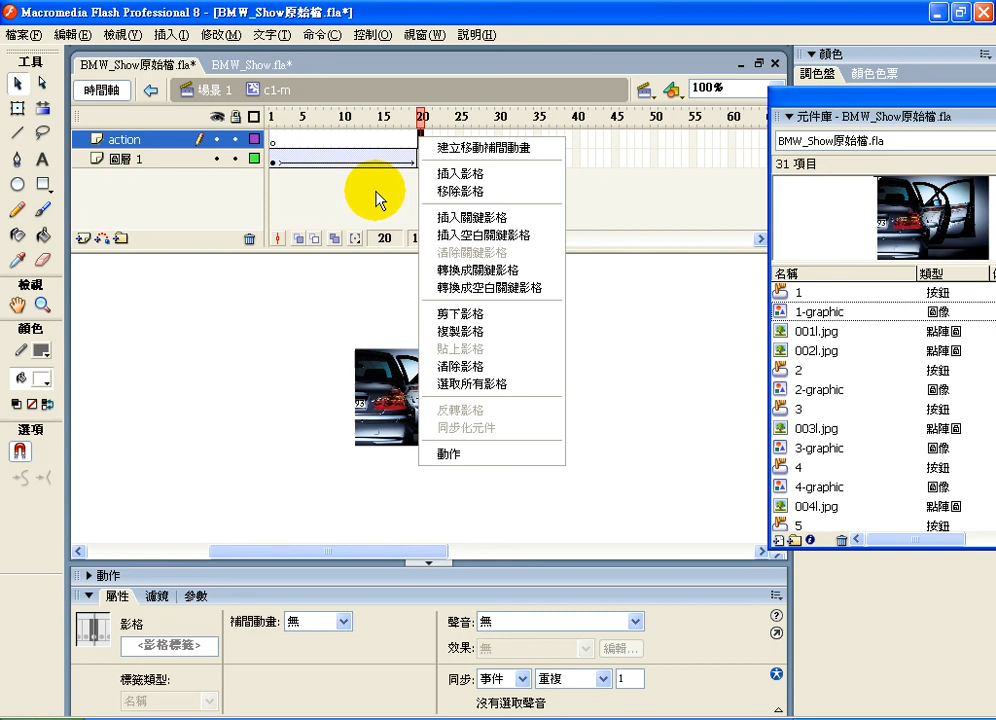 Macromedia Flash Professional 8 - [BMW_Show原始檔.fla*]
檔案(F) 編輯(E) 檢視(V) 插入(I) 修改(M) 文字(T) 命令(C) 控制(O) 視窗(W) 說明(H)
工具
BMW_Show原始檔.fla* BMW_Show.fla*
時間軸 場景 1 c1-m 100%
1 5 10 15 20 25 30 35 40 45 50 55 60
action
圖層 1
20
建立移動補間動畫
插入影格
移除影格
插入關鍵影格
插入空白關鍵影格
清除關鍵影格
轉換成關鍵影格
轉換成空白關鍵影格
剪下影格
複製影格
貼上影格
清除影格
選取所有影格
反轉影格
同步化元件
動作
檢視
顏色
選項
顏色
調色盤 顏色色票
元件庫 - BMW_Show原始檔.fla
BMW_Show原始檔.fla
31 項目
名稱 類型
1 按鈕
1-graphic 圖像
001l.jpg 點陣圖
002l.jpg 點陣圖
2 按鈕
2-graphic 圖像
3 按鈕
003l.jpg 點陣圖
3-graphic 圖像
4 按鈕
4-graphic 圖像
004l.jpg 點陣圖
5 按鈕
動作
屬性 濾鏡 參數
影格
<影格標籤>
標籤類型:
名稱
補間動畫: 無
聲音: 無
效果: 無 編輯...
同步: 事件 重複 1
沒有選取聲音